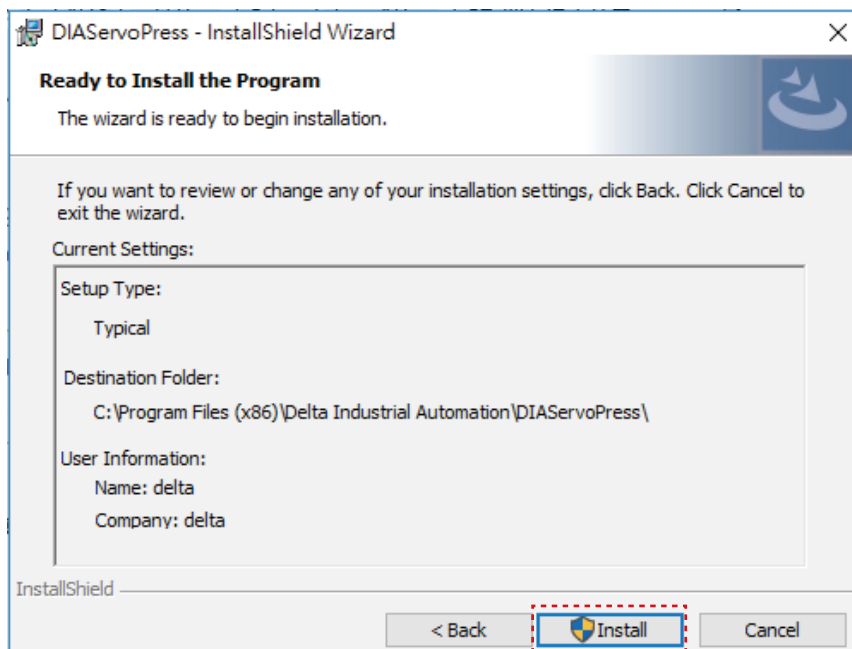 DIAServoPress - InstallShield Wizard
Ready to Install the Program
The wizard is ready to begin installation.
If you want to review or change any of your installation settings, click Back. Click Cancel to
exit the wizard.
Current Settings:
Setup Type:
Typical
Destination Folder:
C:\Program Files (x86)\Delta Industrial Automation\DIAServoPress\
User Information:
Name: delta
Company: delta
InstallShield
< Back
Install
Cancel